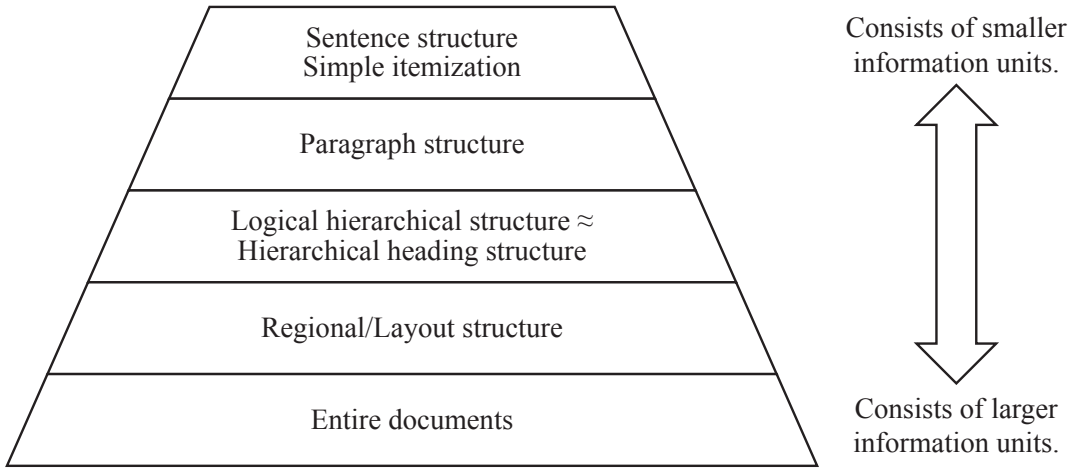 Sentence structure
Simple itemization
Paragraph structure
Logical hierarchical structure ≈
Hierarchical heading structure
Regional/Layout structure
Entire documents
Consists of smaller
information units.
Consists of larger
information units.